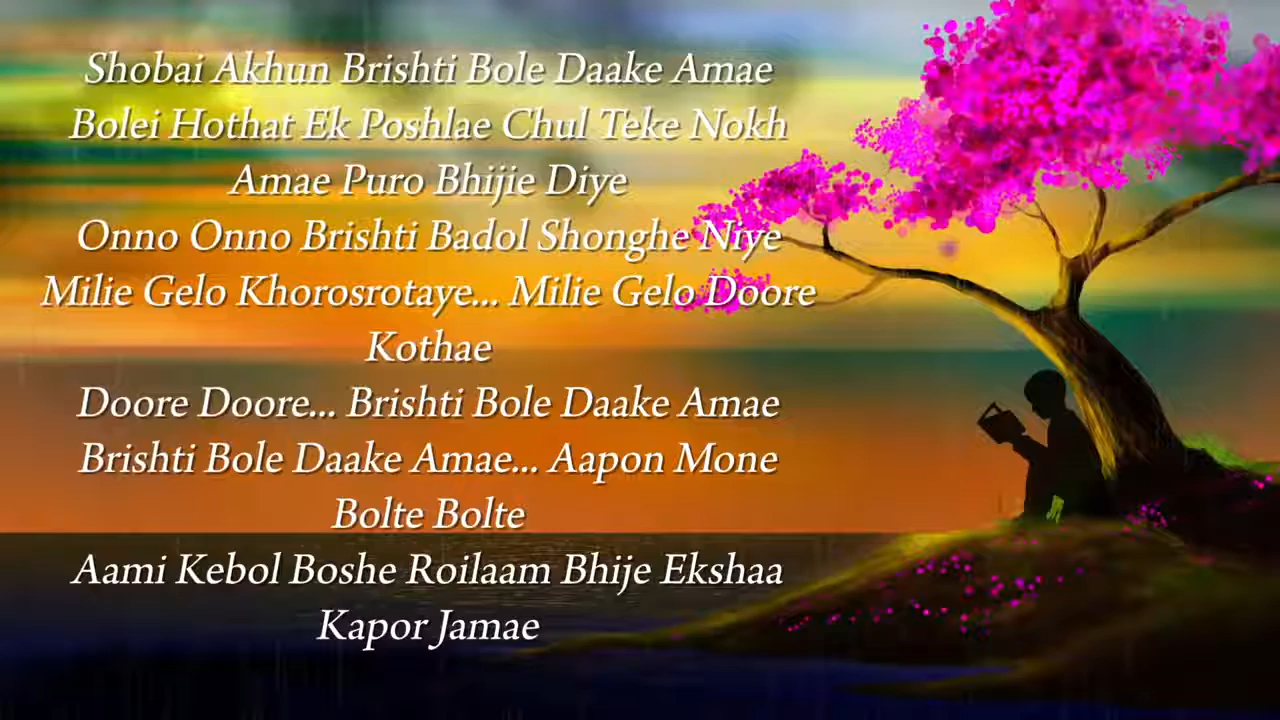 Shobai Akhun Brishti Bole Daake Amae
Bolei Hothat Ek Poshlae Chul Teke Nokh
Amae Puro Bhijie Diye
Onno Onno Brishti Badol Shonghe Niye
Milie Gelo Khorosrotaye... Milie Gelo Doore
Kothae
Doore Doore... Brishti Bole Daake Amae
Brishti Bole Daake Amae... Aapon Mone
Bolte Bolte
Aami Kebol Boshe Roilaam Bhije Ekshaa
Kapor Jamae